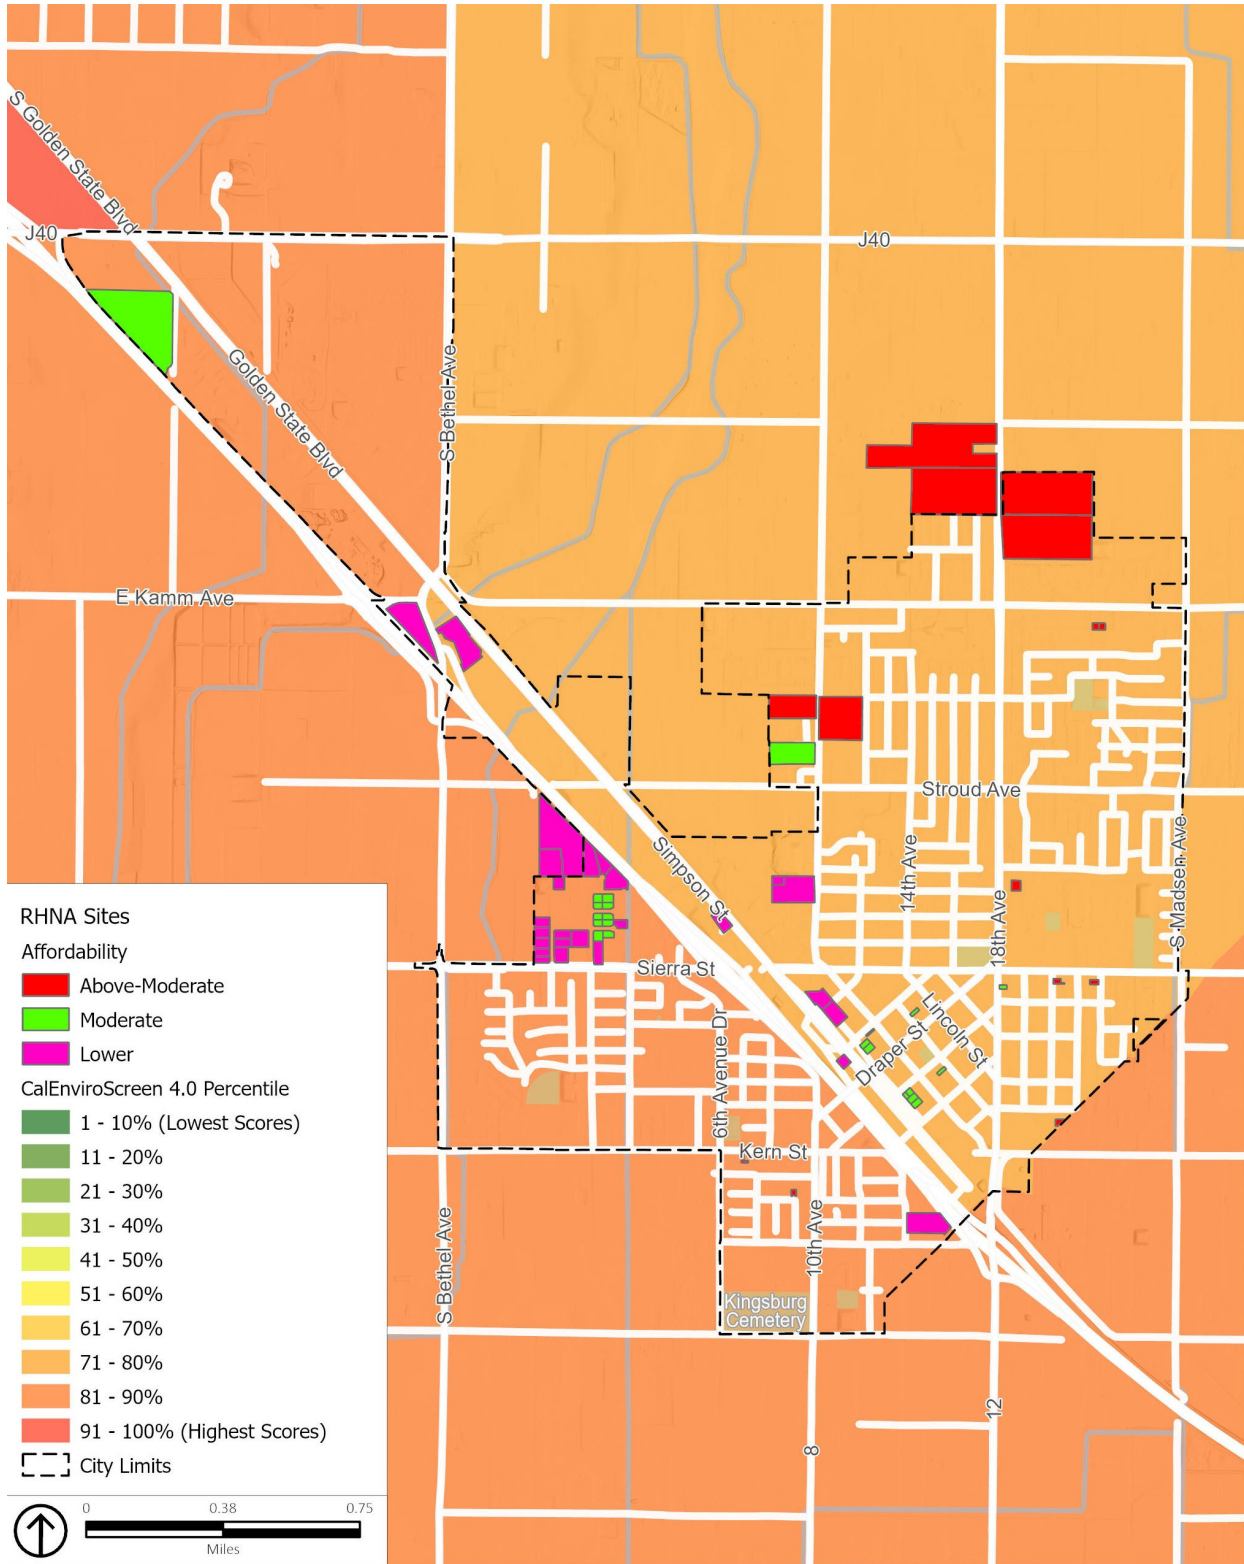 S Golden State Blvd
J40
J40
Golden State Blvd
S Bethel Ave
E Kamm Ave
Stroud Ave
Simpson St
14th Ave
18th Ave
S Madsen Ave
Sierra St
Lincoln St
Draper St
6th Avenue Dr
Kern St
10th Ave
S Bethel Ave
Kingsburg
Cemetery
12
8
RHNA Sites
Affordability
Above-Moderate
Moderate
Lower
CalEnviroScreen 4.0 Percentile
1 - 10% (Lowest Scores)
11 - 20%
21 - 30%
31 - 40%
41 - 50%
51 - 60%
61 - 70%
71 - 80%
81 - 90%
91 - 100% (Highest Scores)
City Limits
0 0.38 0.75
Miles